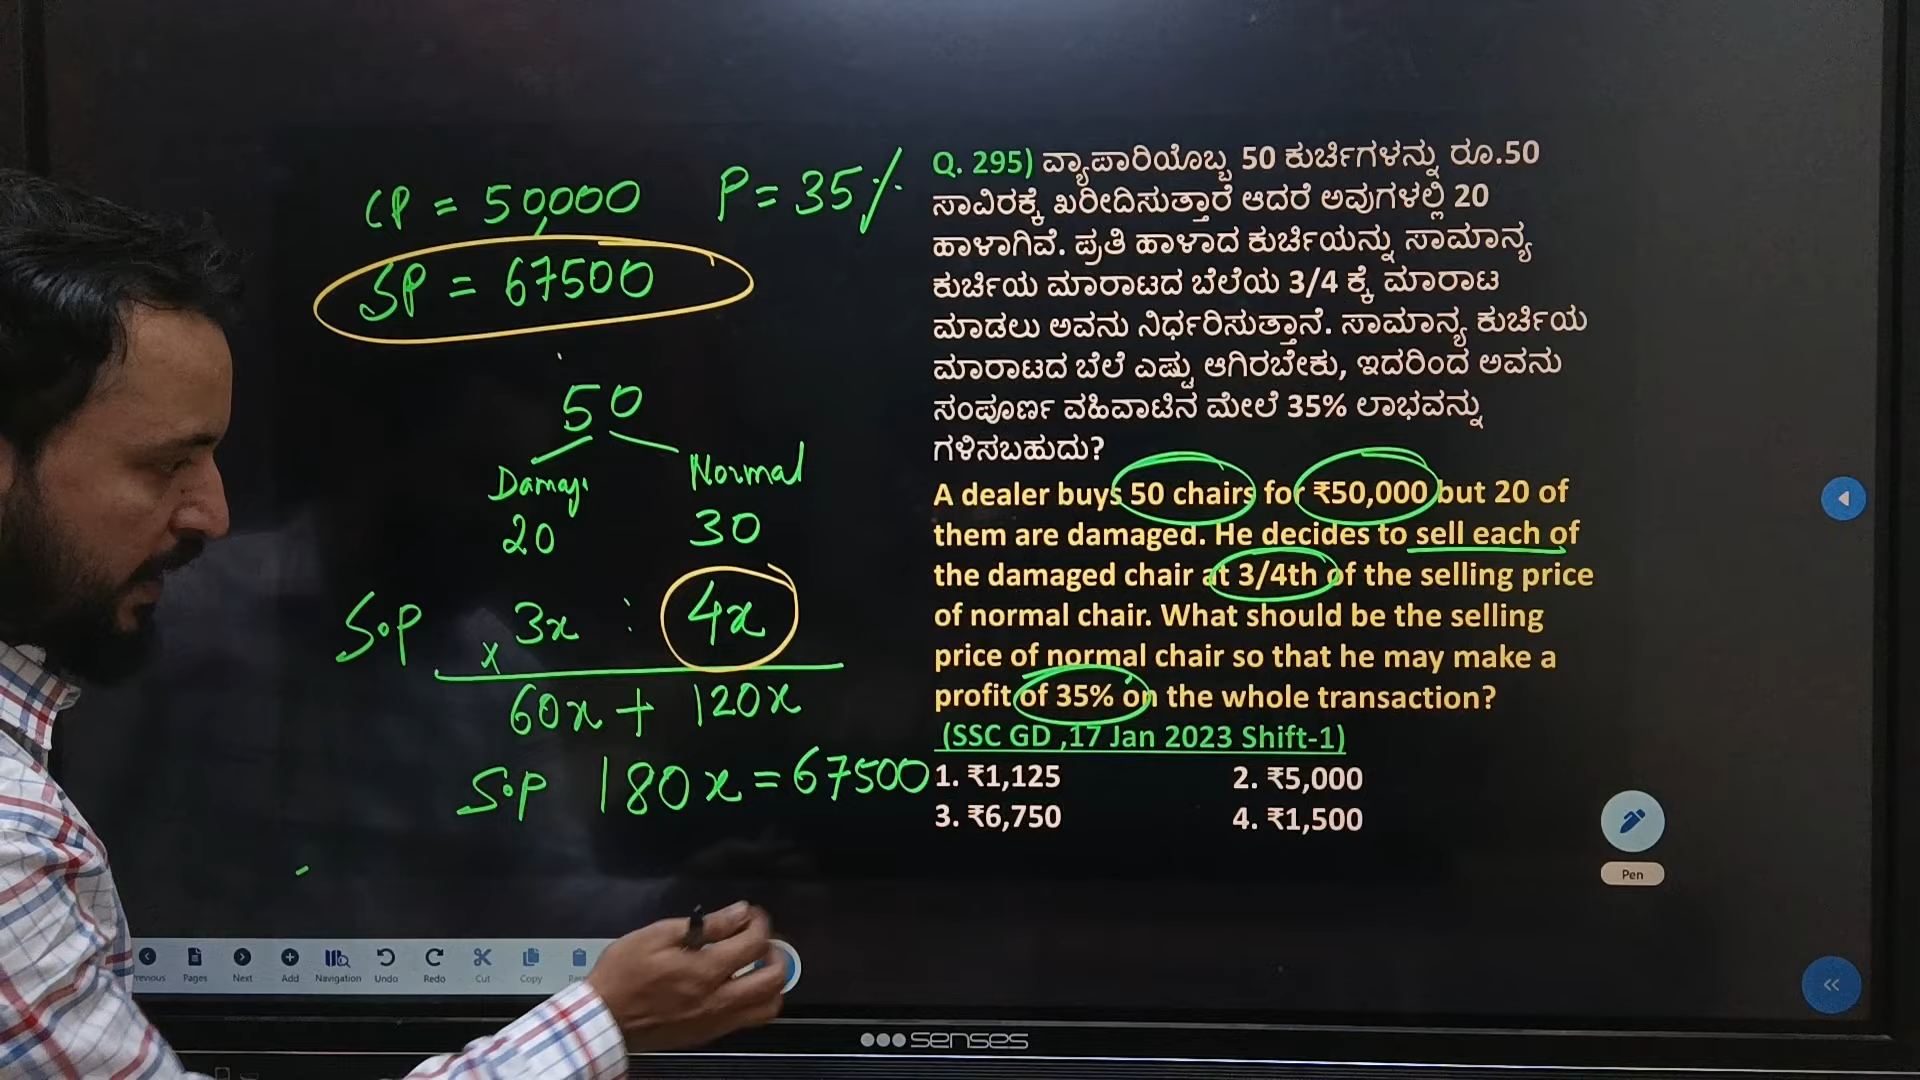 CP = 50,000 P = 35%
SP = 67500
50
Damage Normal
20 30
S.P × 3x : 4x
60x + 120x
S.P 180x = 67500
Q. 295) ವ್ಯಾಪಾರಿಯೊಬ್ಬ 50 ಕುರ್ಚಿಗಳನ್ನು ರೂ.50
ಸಾವಿರಕ್ಕೆ ಖರೀದಿಸುತ್ತಾರೆ ಆದರೆ ಅವುಗಳಲ್ಲಿ 20
ಹಾಳಾಗಿವೆ. ಪ್ರತಿ ಹಾಳಾದ ಕುರ್ಚಿಯನ್ನು ಸಾಮಾನ್ಯ
ಕುರ್ಚಿಯ ಮಾರಾಟದ ಬೆಲೆಯ 3/4 ಕ್ಕೆ ಮಾರಾಟ
ಮಾಡಲು ಅವನು ನಿರ್ಧರಿಸುತ್ತಾನೆ. ಸಾಮಾನ್ಯ ಕುರ್ಚಿಯ
ಮಾರಾಟದ ಬೆಲೆ ಎಷ್ಟು ಆಗಿರಬೇಕು, ಇದರಿಂದ ಅವನು
ಸಂಪೂರ್ಣ ವಹಿವಾಟಿನ ಮೇಲೆ 35% ಲಾಭವನ್ನು
ಗಳಿಸಬಹುದು?
A dealer buys 50 chairs for ₹50,000 but 20 of
them are damaged. He decides to sell each of
the damaged chair at 3/4th of the selling price
of normal chair. What should be the selling
price of normal chair so that he may make a
profit of 35% on the whole transaction?
(SSC GD ,17 Jan 2023 Shift-1)
1. ₹1,125 2. ₹5,000
3. ₹6,750 4. ₹1,500
Pen
Pages Next Add Navigation Undo Redo Cut Copy
senses